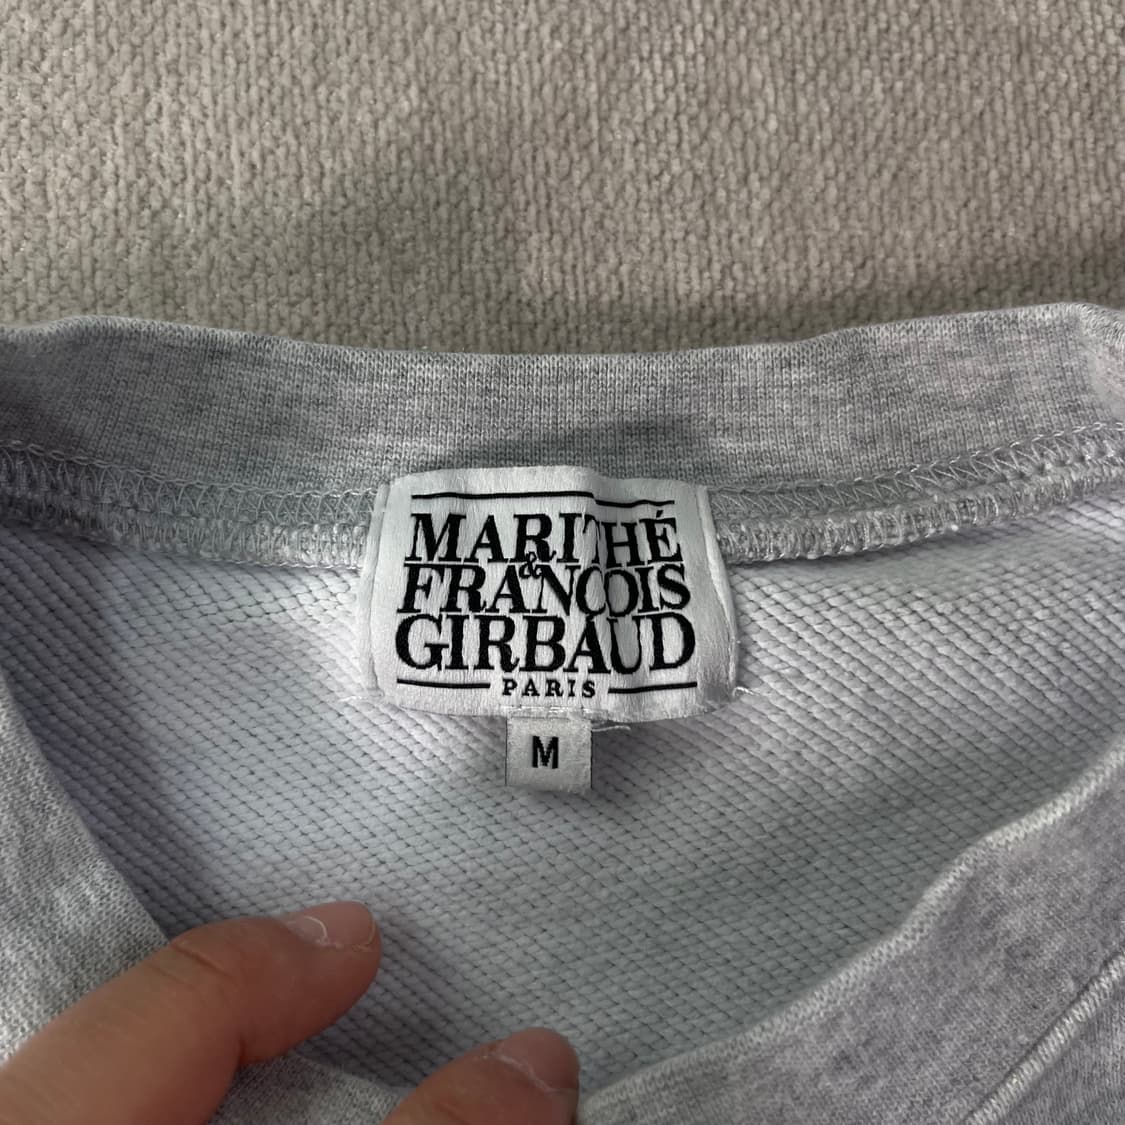 MARITHÉ
&
FRANÇOIS
GIRBAUD
PARIS
M